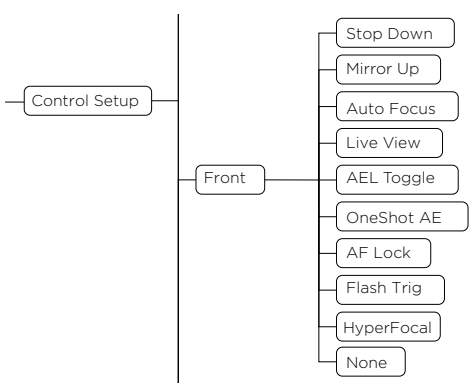 Control Setup
Front
Stop Down
Mirror Up
Auto Focus
Live View
AEL Toggle
OneShot AE
AF Lock
Flash Trig
HyperFocal
None